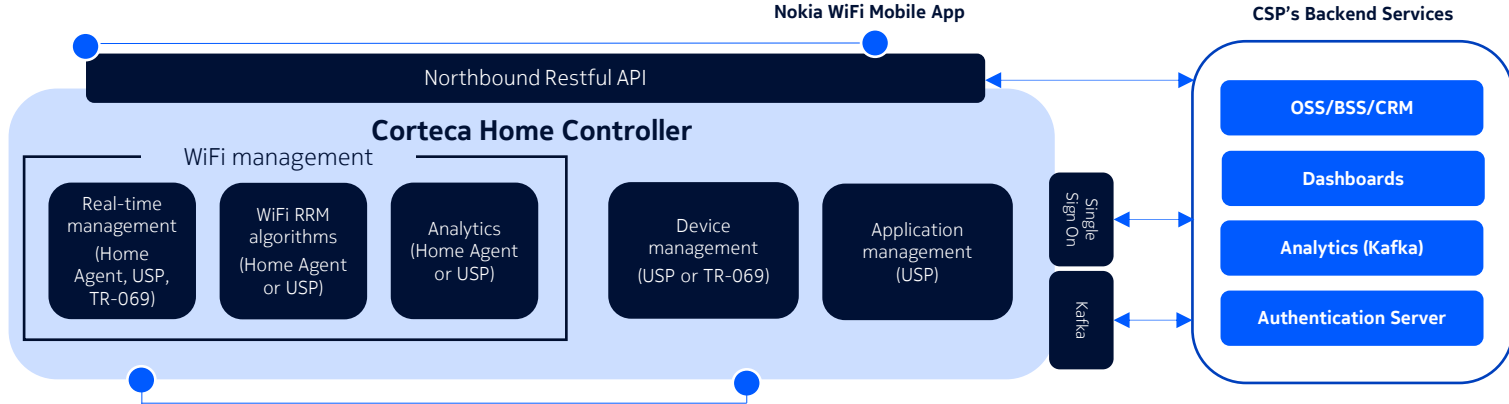 Nokia WiFi Mobile App
CSP's Backend Services
Northbound Restful API
Corteca Home Controller
WiFi management
Real-time
management
(Home
Agent, USP,
TR-069)
WiFi RRM
algorithms
(Home Agent
or USP)
Analytics
(Home Agent
or USP)
Device
management
(USP or TR-069)
Application
management
(USP)
Single
Sign On
Kafka
OSS/BSS/CRM
Dashboards
Analytics (Kafka)
Authentication Server